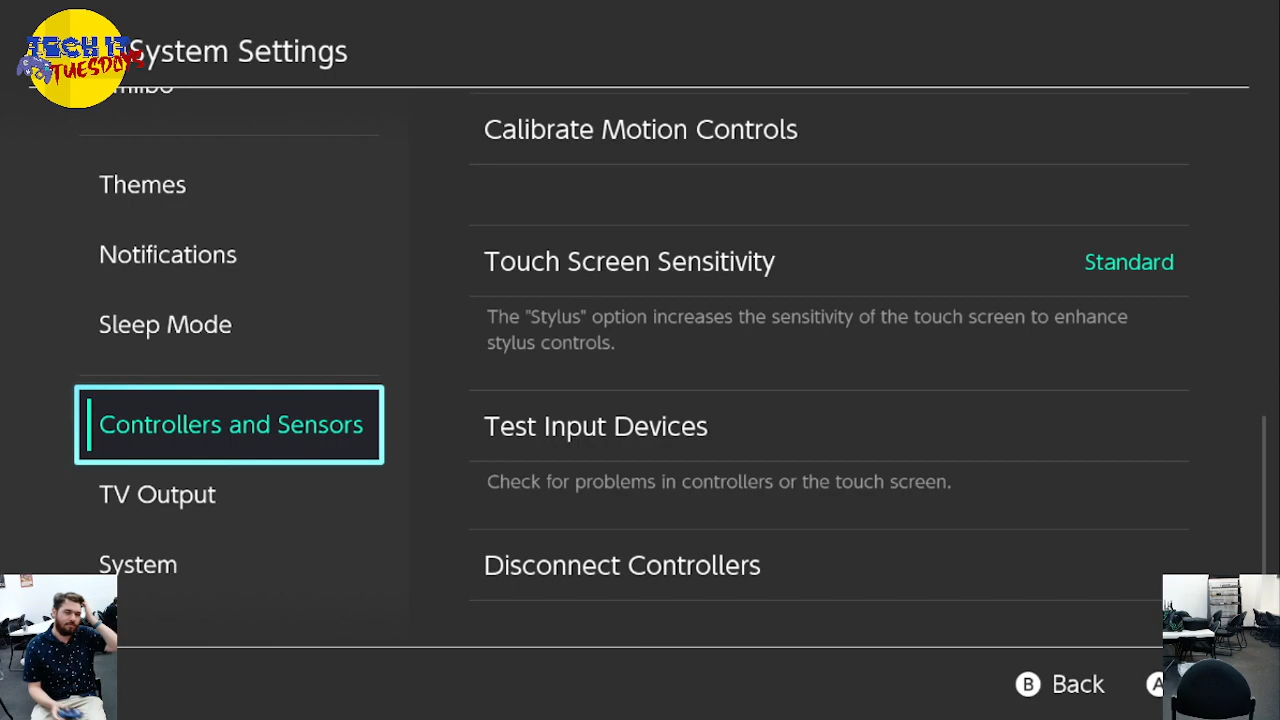 TECH IT
TUESDAYS
System Settings
amiibo
Themes
Notifications
Sleep Mode
Controllers and Sensors
TV Output
System
Calibrate Motion Controls
Touch Screen Sensitivity Standard
The "Stylus" option increases the sensitivity of the touch screen to enhance
stylus controls.
Test Input Devices
Check for problems in controllers or the touch screen.
Disconnect Controllers
B Back A